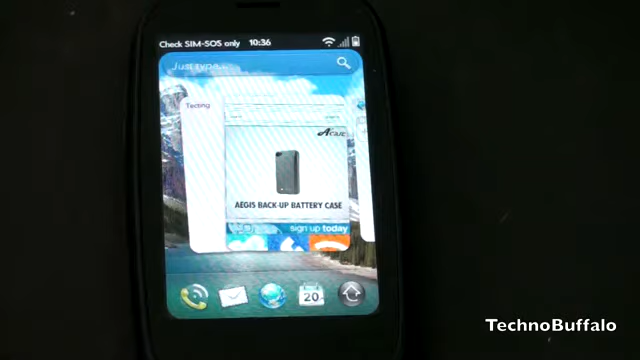 Check SIM-SOS only 10:36
Just type...
Testing
Acase
AEGIS BACK-UP BATTERY CASE
sign up today
20
TechnoBuffalo